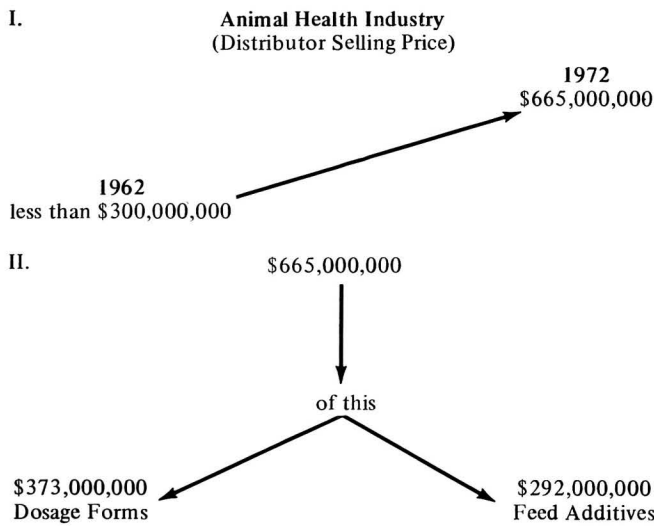 I.
Animal Health Industry
(Distributor Selling Price)
1972
$665,000,000
1962
less than $300,000,000
II.
$665,000,000
of this
$373,000,000
Dosage Forms
$292,000,000
Feed Additives